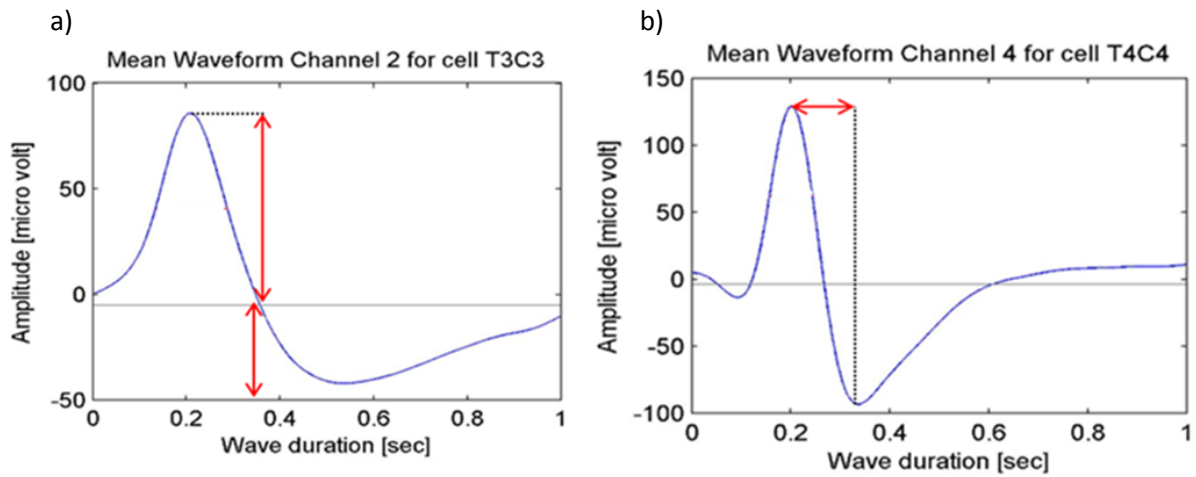 a)
Mean Waveform Channel 2 for cell T3C3
Amplitude [micro volt]
100
50
0
-50
0
0.2
0.4
0.6
0.8
1
Wave duration [sec]
b)
Mean Waveform Channel 4 for cell T4C4
Amplitude [micro volt]
150
100
50
0
-50
-100
0
0.2
0.4
0.6
0.8
1
Wave duration [sec]